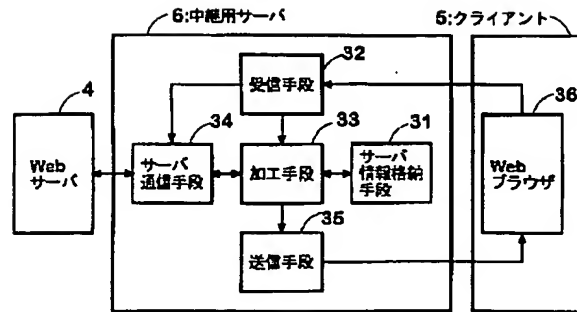 6:中継用サーバ
5:クライアント
32
受信手段
4
36
34
33
31
Web
サーバ
サーバ
通信手段
加工手段
サーバ
情報格納
手段
Web
ブラウザ
35
送信手段